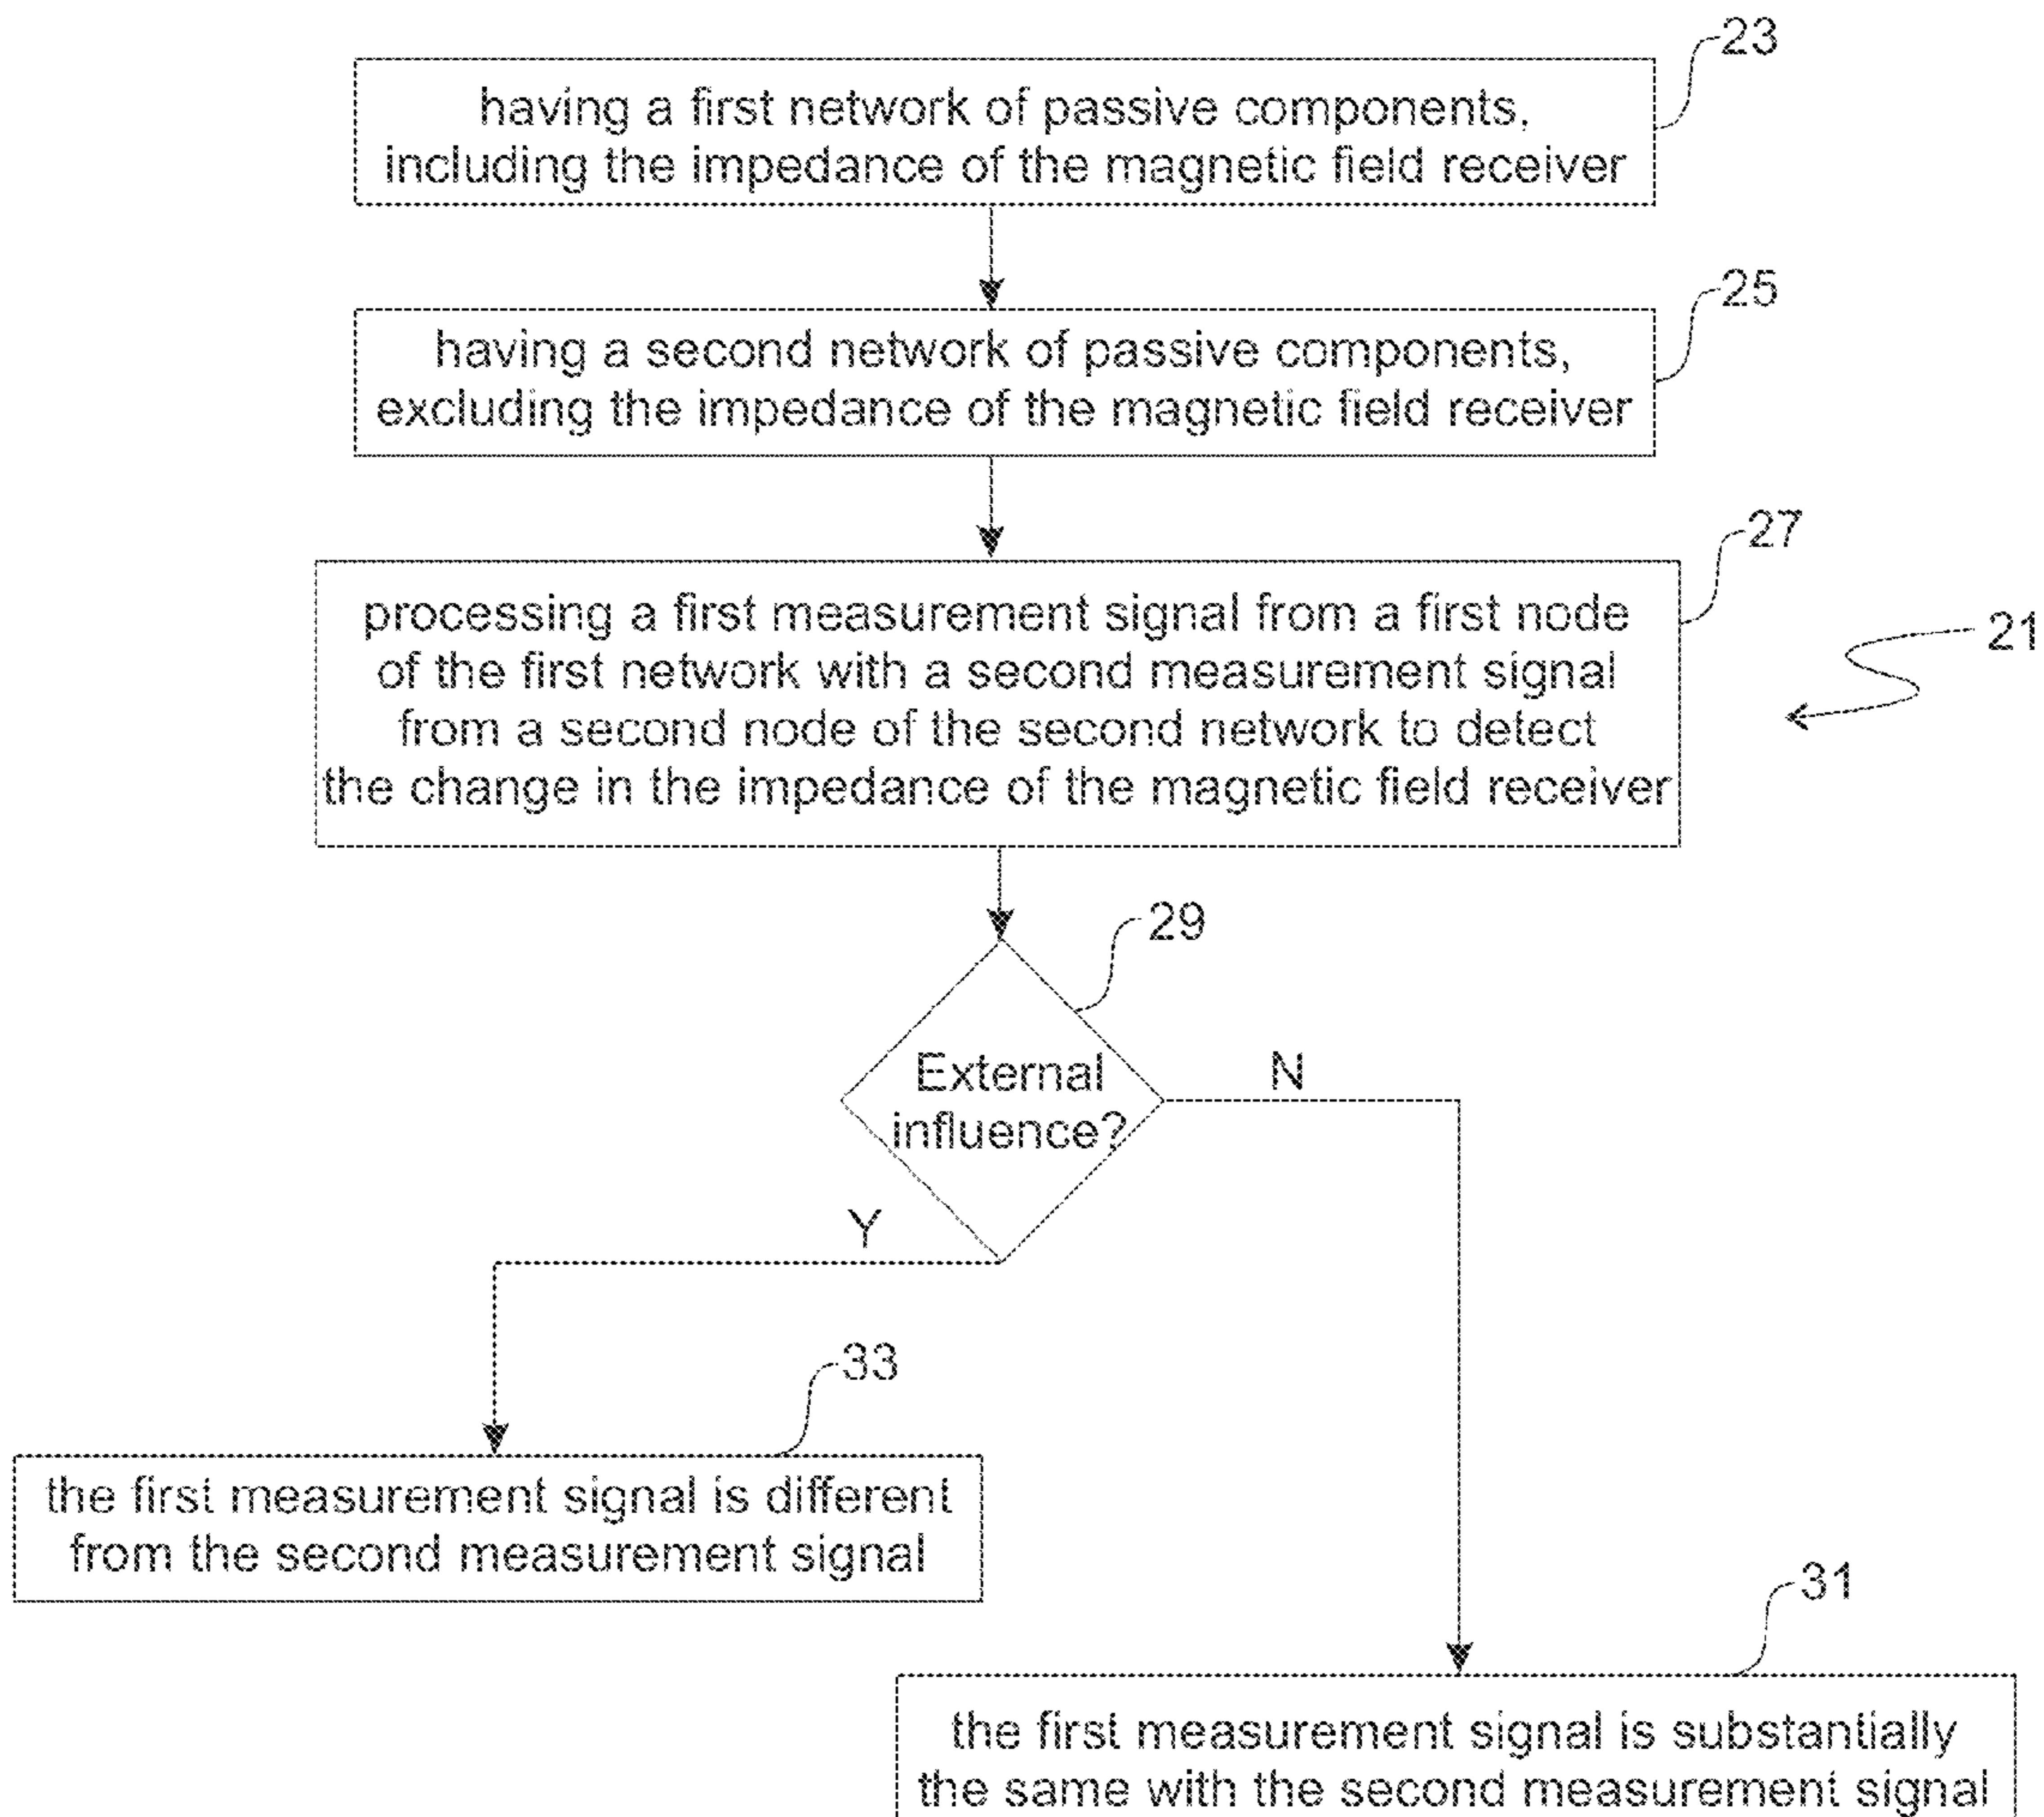 23
having a first network of passive components,
including the impedance of the magnetic field receiver
25
having a second network of passive components,
excluding the impedance of the magnetic field receiver
27
processing a first measurement signal from a first node
of the first network with a second measurement signal
from a second node of the second network to detect
the change in the impedance of the magnetic field receiver
21
29
External
influence?
N
Y
33
the first measurement signal is different
from the second measurement signal
31
the first measurement signal is substantially
the same with the second measurement signal